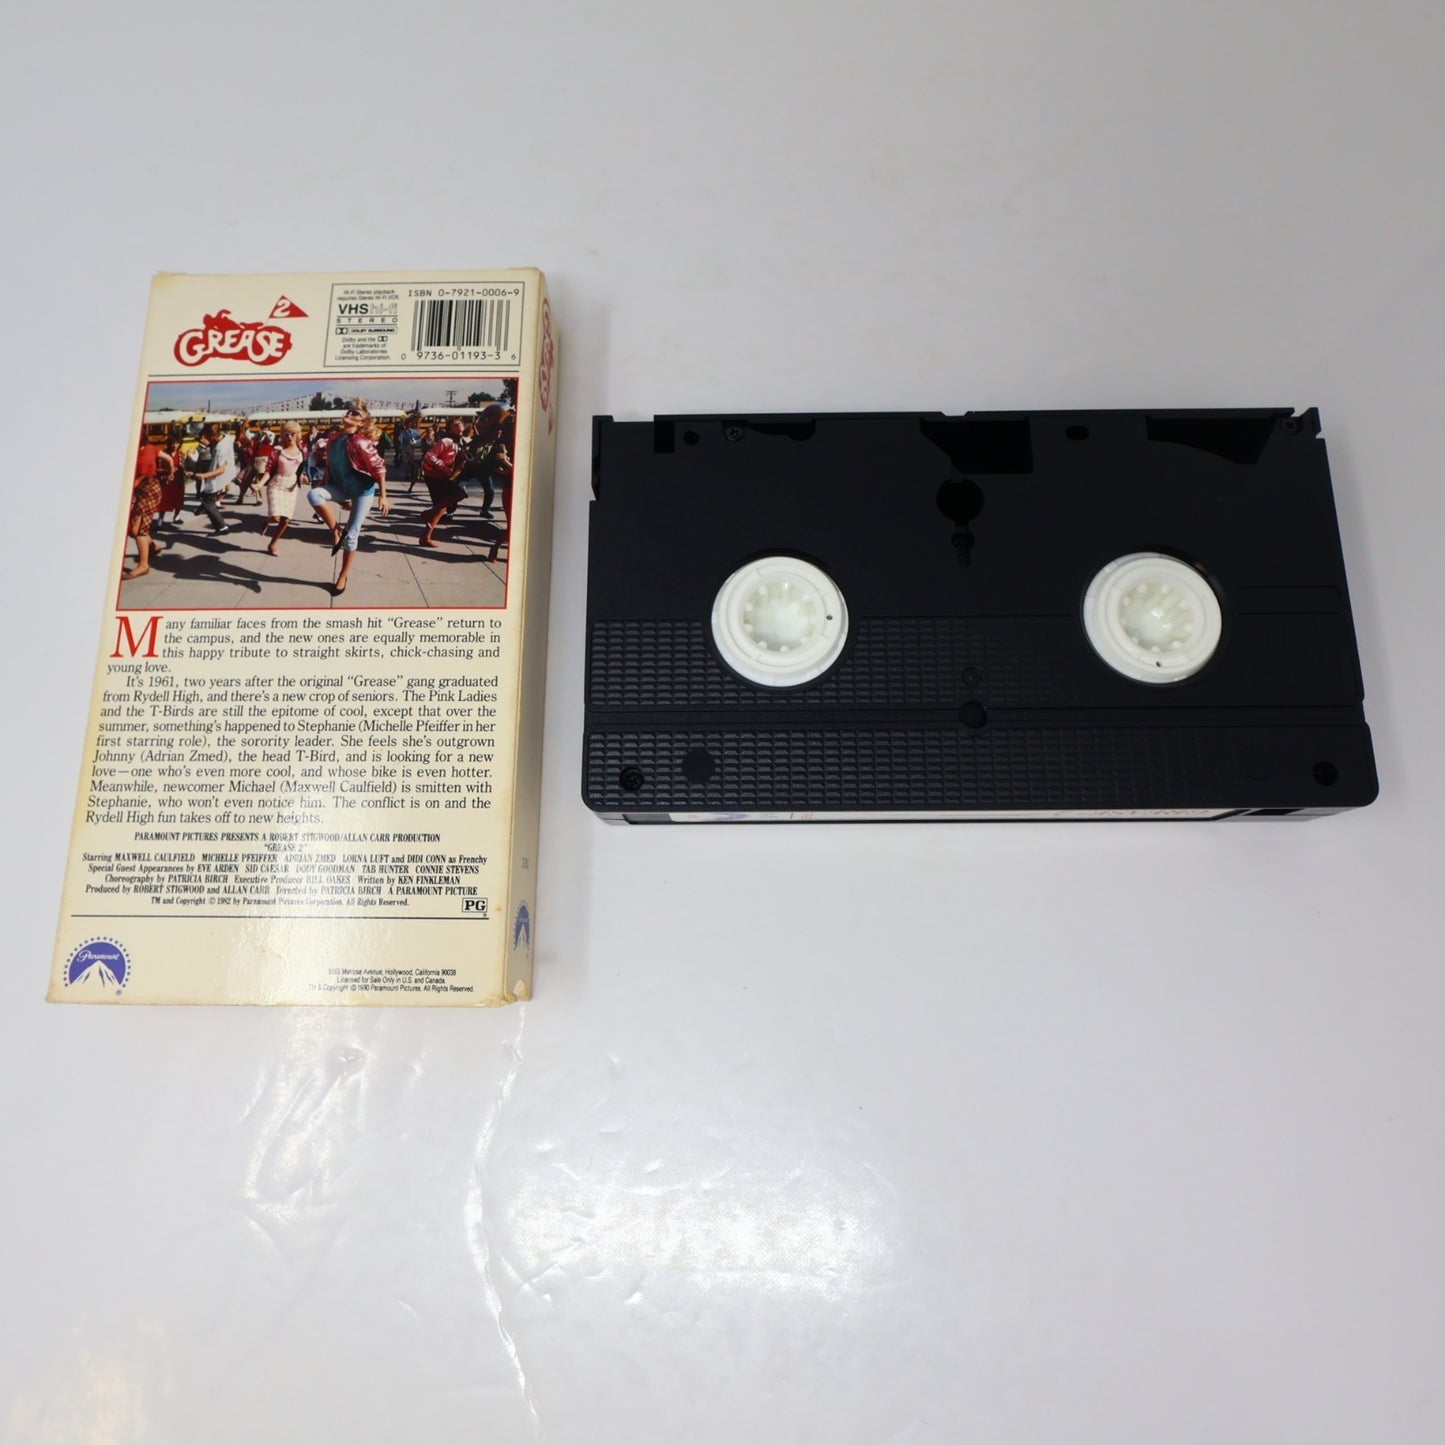 GREASE 2
Hi-Fi Stereo playback
requires Stereo Hi-Fi VCR
VHS hi-fi
STEREO
DOLBY SURROUND
Dolby and the
are trademarks of
Dolby Laboratories
Licensing Corporation
ISBN 0-7921-0006-9
0 9736-01193-3 6
Many familiar faces from the smash hit “Grease” return to
the campus, and the new ones are equally memorable in
this happy tribute to straight skirts, chick-chasing and
young love.
It's 1961, two years after the original “Grease” gang graduated
from Rydell High, and there's a new crop of seniors. The Pink Ladies
and the T-Birds are still the epitome of cool, except that over the
summer, something's happened to Stephanie (Michelle Pfeiffer in her
first starring role), the sorority leader. She feels she's outgrown
Johnny (Adrian Zmed), the head T-Bird, and is looking for a new
love—one who's even more cool, and whose bike is even hotter.
Meanwhile, newcomer Michael (Maxwell Caulfield) is smitten with
Stephanie, who won't even notice him. The conflict is on and the
Rydell High fun takes off to new heights.
PARAMOUNT PICTURES PRESENTS A ROBERT STIGWOOD/ALLAN CARR PRODUCTION
“GREASE 2”
Starring MAXWELL CAULFIELD MICHELLE PFEIFFER ADRIAN ZMED LORNA LUFT and DIDI CONN as Frenchy
Special Guest Appearances by EVE ARDEN SID CAESAR DODY GOODMAN TAB HUNTER CONNIE STEVENS
Choreography by PATRICIA BIRCH Executive Producer BILL OAKES Written by KEN FINKLEMAN
Produced by ROBERT STIGWOOD and ALLAN CARR Directed by PATRICIA BIRCH A PARAMOUNT PICTURE
TM and Copyright © 1982 by Paramount Pictures Corporation. All Rights Reserved.
PG
Paramount
®
5555 Melrose Avenue, Hollywood, California 90038
Licensed for Sale Only in U.S. and Canada.
TM & Copyright © 1990 Paramount Pictures. All Rights Reserved.